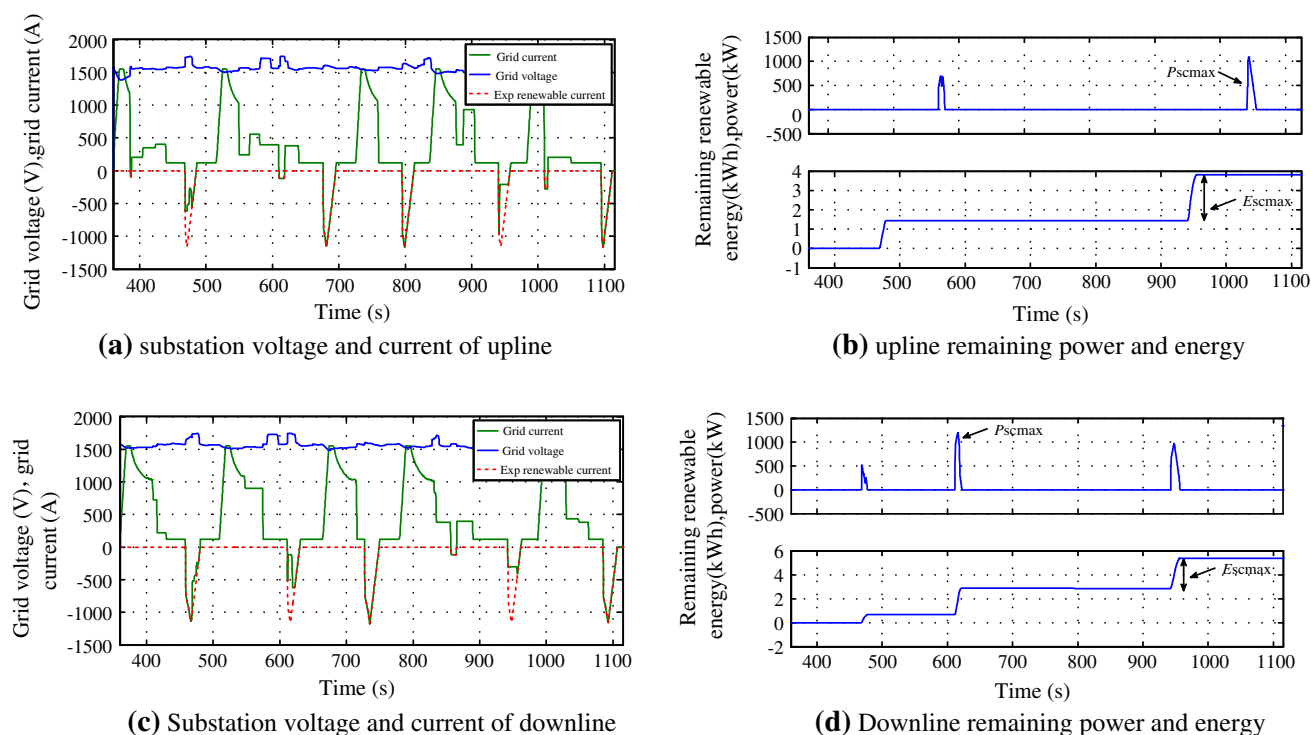 Grid voltage (V),grid current (A)
2000
1500
1000
500
0
-500
-1000
-1500
Grid current
Grid voltage
Exp renewable current
400 500 600 700 800 900 1000 1100
Time (s)
(a) substation voltage and current of upline
Remaining renewable
energy(kWh),power(kW)
1500
1000
500
0
-500
Pscmax
4
3
2
1
0
-1
Escmax
400 500 600 700 800 900 1000 1100
Time (s)
(b) upline remaining power and energy
Grid voltage (V), grid
current (A)
2000
1500
1000
500
0
-500
-1000
-1500
Grid current
Grid voltage
Exp renewable current
400 500 600 700 800 900 1000 1100
Time (s)
(c) Substation voltage and current of downline
Remaining renewable
energy(kWh),power(kW)
1500
1000
500
0
-500
Pscmax
6
4
2
0
-2
Escmax
400 500 600 700 800 900 1000 1100
Time (s)
(d) Downline remaining power and energy